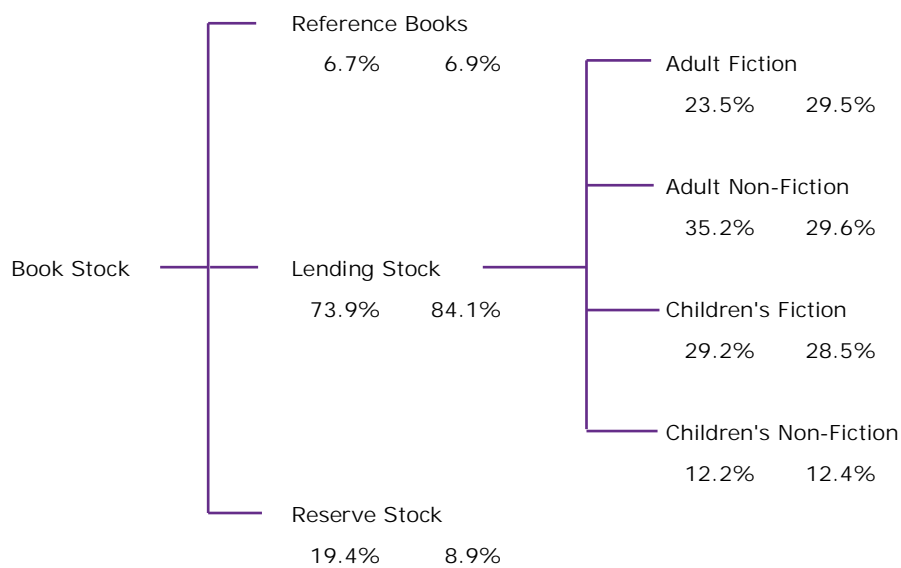 Reference Books
6.7% 6.9%
Adult Fiction
23.5% 29.5%
Adult Non-Fiction
35.2% 29.6%
Book Stock
Lending Stock
73.9% 84.1%
Children's Fiction
29.2% 28.5%
Children's Non-Fiction
12.2% 12.4%
Reserve Stock
19.4% 8.9%